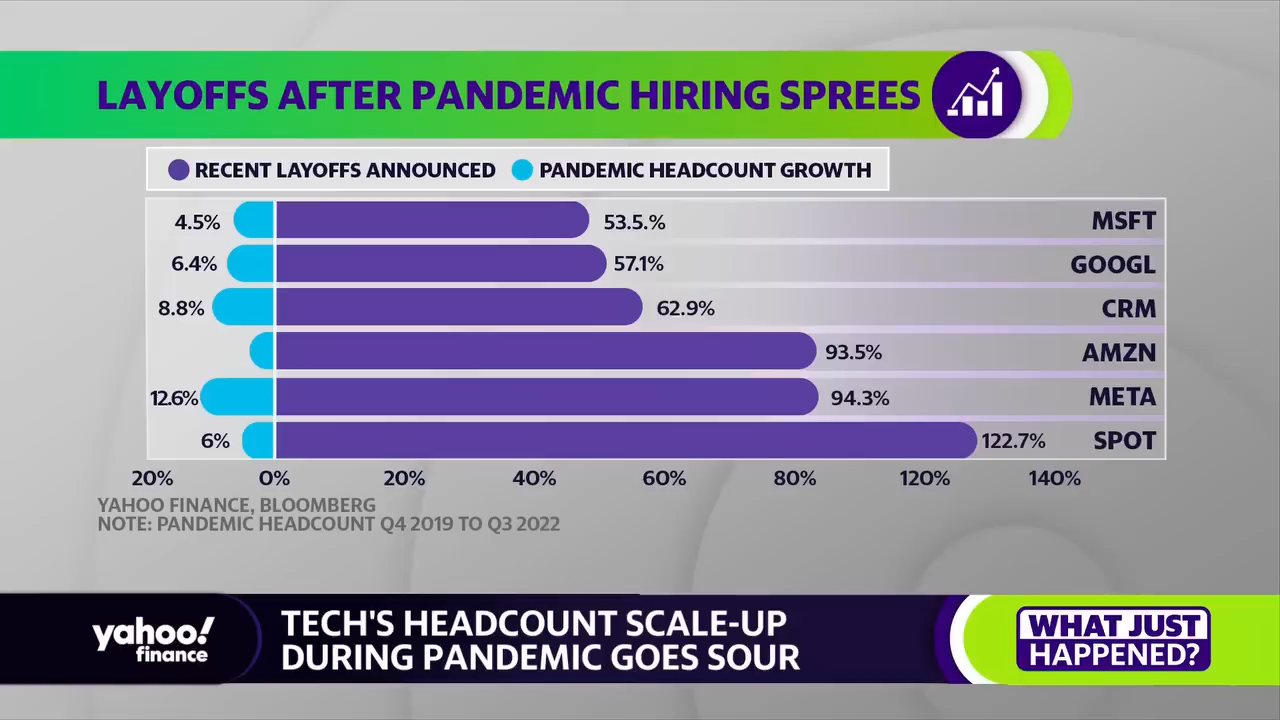 LAYOFFS AFTER PANDEMIC HIRING SPREES
RECENT LAYOFFS ANNOUNCED PANDEMIC HEADCOUNT GROWTH
4.5% 53.5.% MSFT
6.4% 57.1% GOOGL
8.8% 62.9% CRM
93.5% AMZN
12.6% 94.3% META
6% 122.7% SPOT
20% 0% 20% 40% 60% 80% 120% 140%
YAHOO FINANCE, BLOOMBERG
NOTE: PANDEMIC HEADCOUNT Q4 2019 TO Q3 2022
yahoo!
finance
TECH'S HEADCOUNT SCALE-UP
DURING PANDEMIC GOES SOUR
WHAT JUST
HAPPENED?